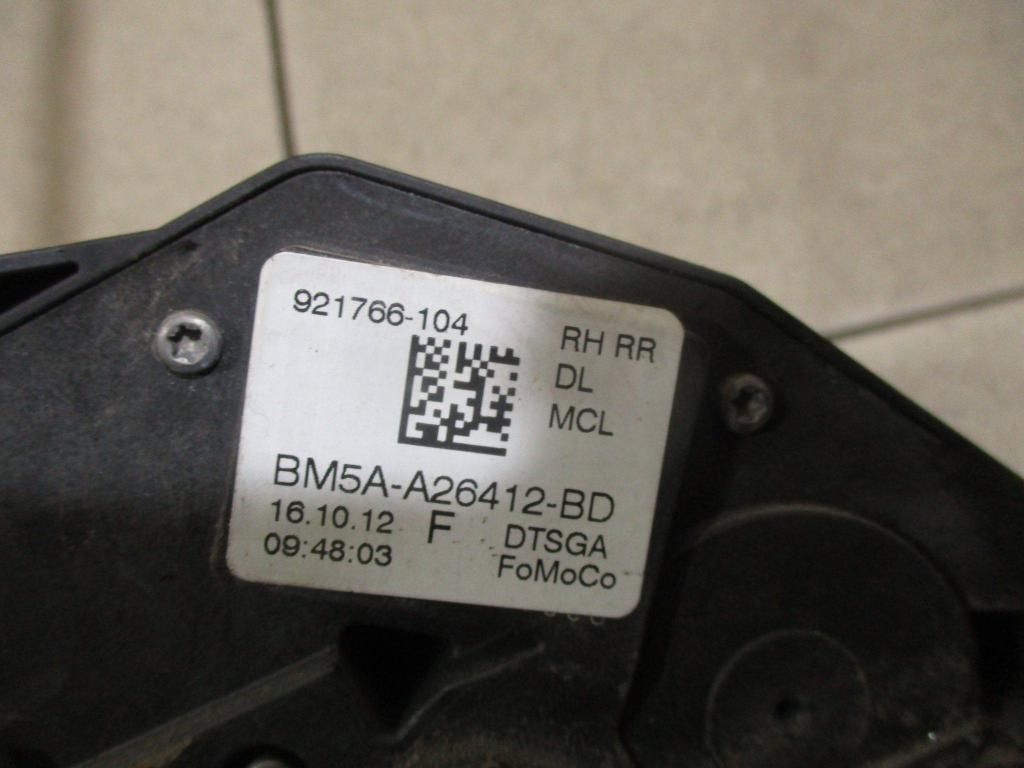 921766-104
RH RR
DL
MCL
BM5A-A26412-BD
16.10.12 F DTSGA
09:48:03 FoMoCo